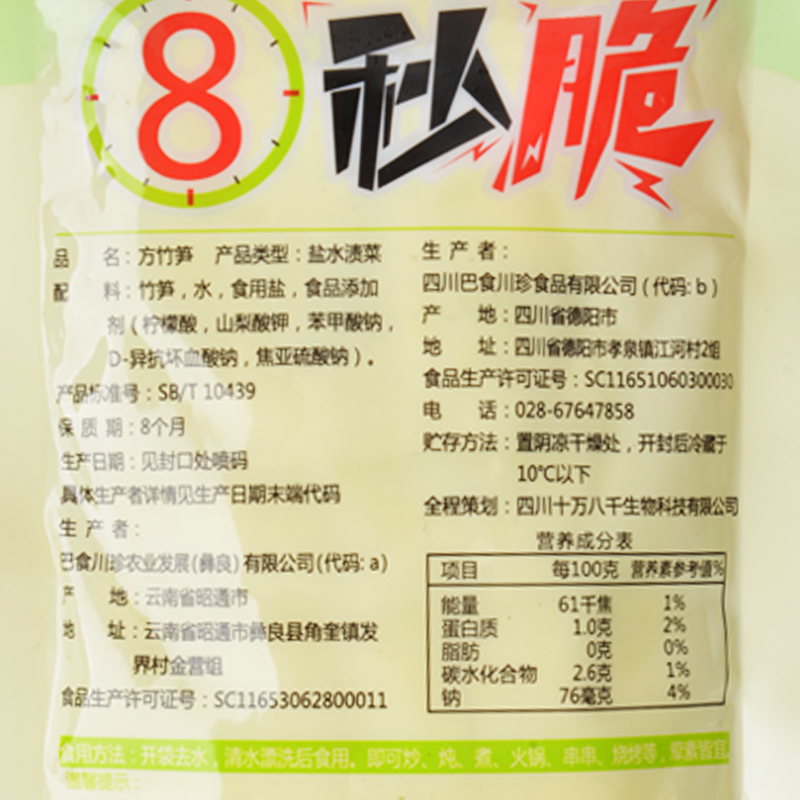 8秒脆
品 名：方竹笋 产品类型：盐水渍菜
配 料：竹笋，水，食用盐，食品添加
剂（柠檬酸，山梨酸钾，苯甲酸钠，
D-异抗坏血酸钠，焦亚硫酸钠）。
产品标准号：SB/T 10439
保 质 期：8个月
生产日期：见封口处喷码
具体生产者详情见生产日期末端代码
生 产 者：
巴食川珍农业发展(彝良)有限公司(代码: a)
产 地：云南省昭通市
地 址：云南省昭通市彝良县角奎镇发
界村金营组
食品生产许可证号：SC11653062800011
生 产 者：
四川巴食川珍食品有限公司（代码: b）
产 地：四川省德阳市
地 址：四川省德阳市孝泉镇江河村2组
食品生产许可证号：SC11651060300030
电 话：028-67647858
贮存方法：置阴凉干燥处，开封后冷藏于
10℃以下
全程策划：四川十万八千生物科技有限公司
营养成分表
项目 每100克 营养素参考值%
能量 61千焦 1%
蛋白质 1.0克 2%
脂肪 0克 0%
碳水化合物 2.6克 1%
钠 76毫克 4%
食用方法：开袋去水，清水漂洗后食用。即可炒、炖、煮、火锅、串串、烧烤等，荤素皆宜
温馨提示：